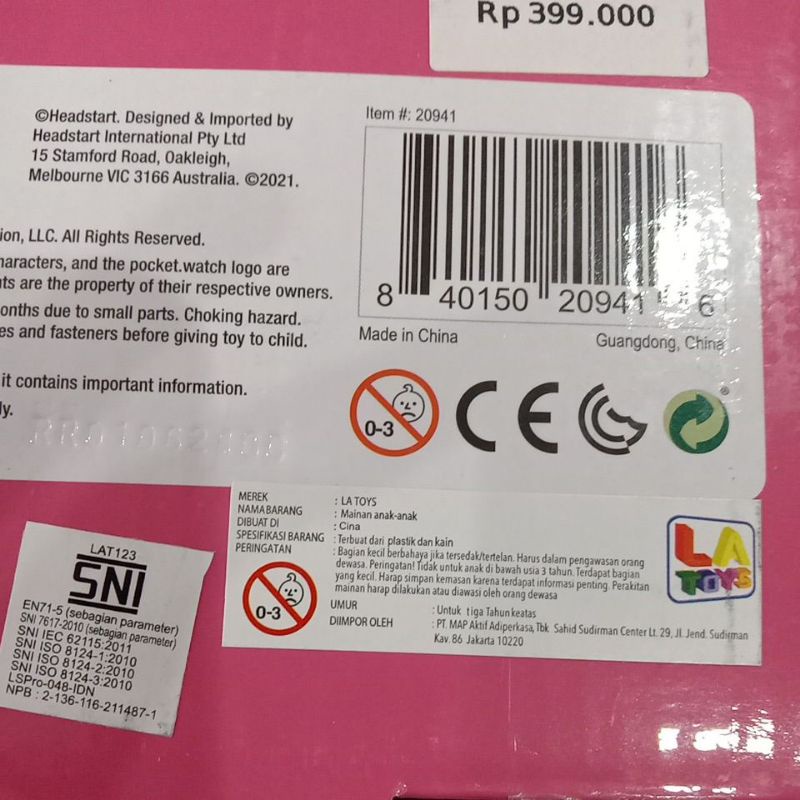 Rp 399.000
©Headstart. Designed & Imported by
Headstart International Pty Ltd
15 Stamford Road, Oakleigh,
Melbourne VIC 3166 Australia. ©2021.
ion, LLC. All Rights Reserved.
haracters, and the pocket.watch logo are
ts are the property of their respective owners.
onths due to small parts. Choking hazard.
es and fasteners before giving toy to child.
it contains important information.
ly.
Item #: 20941
8 40150 20941 6
Made in China
Guangdong, China
0-3
CE
®
MEREK : LA TOYS
NAMA BARANG : Mainan anak-anak
DIBUAT DI : Cina
SPESIFIKASI BARANG : Terbuat dari plastik dan kain
PERINGATAN : Bagian kecil berbahaya jika tersedak/tertelan. Harus dalam pengawasan orang
dewasa. Peringatan! Tidak untuk anak di bawah usia 3 tahun. Terdapat bagian
yang kecil. Harap simpan kemasan karena terdapat informasi penting. Perakitan
mainan harap dilakukan atau diawasi oleh orang dewasa
0-3
UMUR : Untuk tiga Tahun keatas
DIIMPOR OLEH : PT. MAP Aktif Adiperkasa, Tbk Sahid Sudirman Center Lt. 29, Jl. Jend. Sudirman
Kav. 86 Jakarta 10220
LA
TOYS
LAT123
SNI
EN71-5 (sebagian parameter)
SNI 7617-2010 (sebagian parameter)
SNI IEC 62115:2011
SNI ISO 8124-1:2010
SNI ISO 8124-2:2010
SNI ISO 8124-3:2010
LSPro-048-IDN
NPB : 2-136-116-211487-1